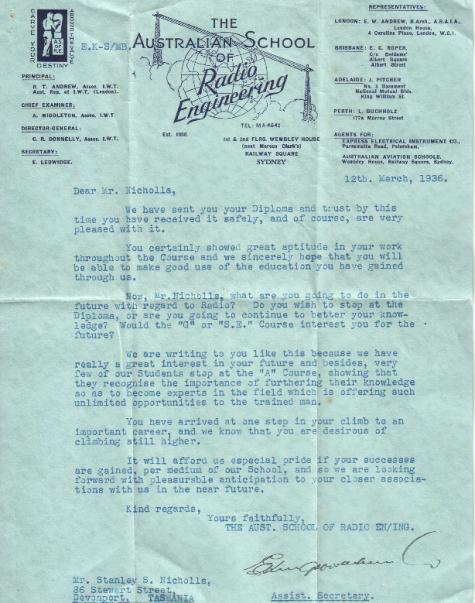 CARVE YOUR
DESTINY
E.K-S/MB.
THE
AUSTRALIAN SCHOOL
OF
Radio
Engineering
Est. 1930.
TEL: MA 4642
1st & 2nd FLRS. WEMBLEY HOUSE
(next Marcus Clark's)
RAILWAY SQUARE
SYDNEY
PRINCIPAL:
R. T. ANDREW, Assoc. I.W.T.
Aust. Rep. of I.W.T. (London).
CHIEF EXAMINER:
A. MIDDLETON, Assoc. I.W.T.
DIRECTOR-GENERAL:
C. R. DONNELLY, Assoc. I.W.T.
SECRETARY:
E. LEDWIDGE.
REPRESENTATIVES:
LONDON: E. W. ANDREW, B.Arch., A.R.A.I.A.
London House,
4 Carolina Place, London, W.C.1.
BRISBANE: E. G. ROPER,
Albert Square
Albert Street
ADELAIDE: J. PITCHER
No. 3 Basement
National Mutual Bldg.
King William St.
PERTH: L. BUCHHOLZ
177a Murray Street
AGENTS FOR:
EXPRESS ELECTRICAL INSTRUMENT CO.,
Parramatta Road, Petersham.
AUSTRALIAN AVIATION SCHOOLS,
Wembley House, Railway Square, Sydney.
12th. March, 1936.
Dear Mr. Nicholls,
We have sent you your Diploma and trust by this
time you have received it safely, and of course, are very
pleased with it.
You certainly showed great aptitude in your work
throughout the Course and we sincerely hope that you will
be able to make good use of the education you have gained
through us.
Now, Mr.Nicholls, what are you going to do in the
future with regard to Radio? Do you wish to stop at the
Diploma, or are you going to continue to better your know-
ledge? Would the "G" or "S.E." Course interest you for the
future?
We are writing to you like this because we have
really a great interest in your future and besides, very
few of our Students stop at the "A" Course, showing that
they recognise the importance of furthering their knowledge
so as to become experts in the field which is offering such
unlimited opportunities to the trained man.
You have arrived at one step in your climb to an
important career, and we know that you are desirous of
climbing still higher.
It will afford us especial pride if your successes
are gained, per medium of our School, and so we are looking
forward with pleasurable anticipation to your closer associa-
tions with us in the near future.
Kind regards,
Yours faithfully,
THE AUST. SCHOOL OF RADIO EN/ING.
Mr. Stanley S. Nicholls,
36 Stewart Street,
Devonport, TASMANIA
Assist. Secretary.